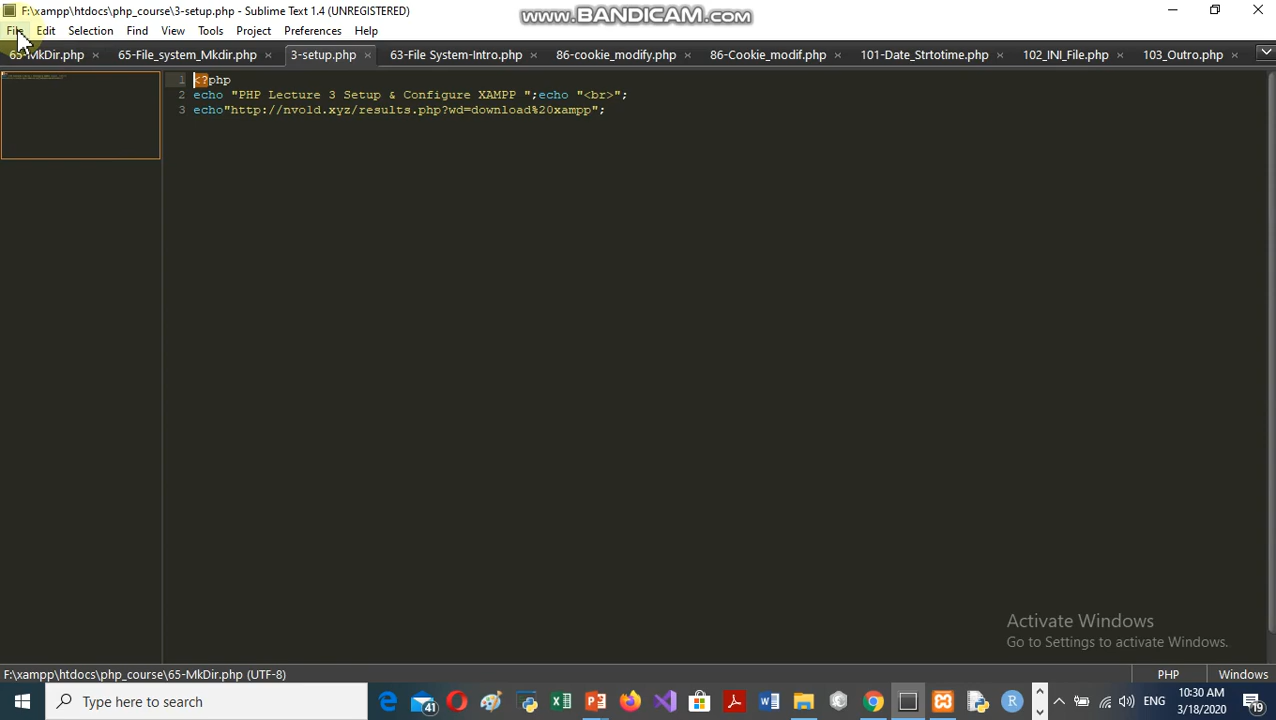 F:\xampp\htdocs\php_course\3-setup.php - Sublime Text 1.4 (UNREGISTERED)
www.BANDICAM.com
File Edit Selection Find View Tools Project Preferences Help
65-MkDir.php 65-File_system_Mkdir.php 3-setup.php 63-File System-Intro.php 86-cookie_modify.php 86-Cookie_modif.php 101-Date_Strtotime.php 102_INI_File.php 103_Outro.php
1 <?php
2 echo "PHP Lecture 3 Setup & Configure XAMPP ";echo "<br>";
3 echo"http://nvold.xyz/results.php?wd=download%20xampp";
Activate Windows
Go to Settings to activate Windows.
F:\xampp\htdocs\php_course\65-MkDir.php (UTF-8) PHP Windows
Type here to search 41 ENG 10:30 AM
3/18/2020 19